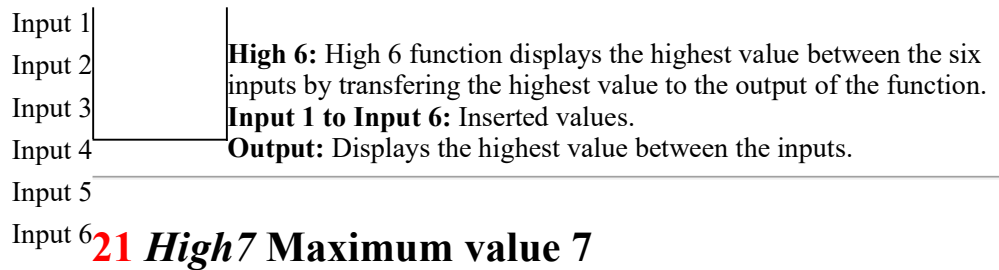 Input 1
Input 2
Input 3
Input 4
Input 5
Input 6
High 6: High 6 function displays the highest value between the six
inputs by transfering the highest value to the output of the function.
Input 1 to Input 6: Inserted values.
Output: Displays the highest value between the inputs.
21 High7 Maximum value 7